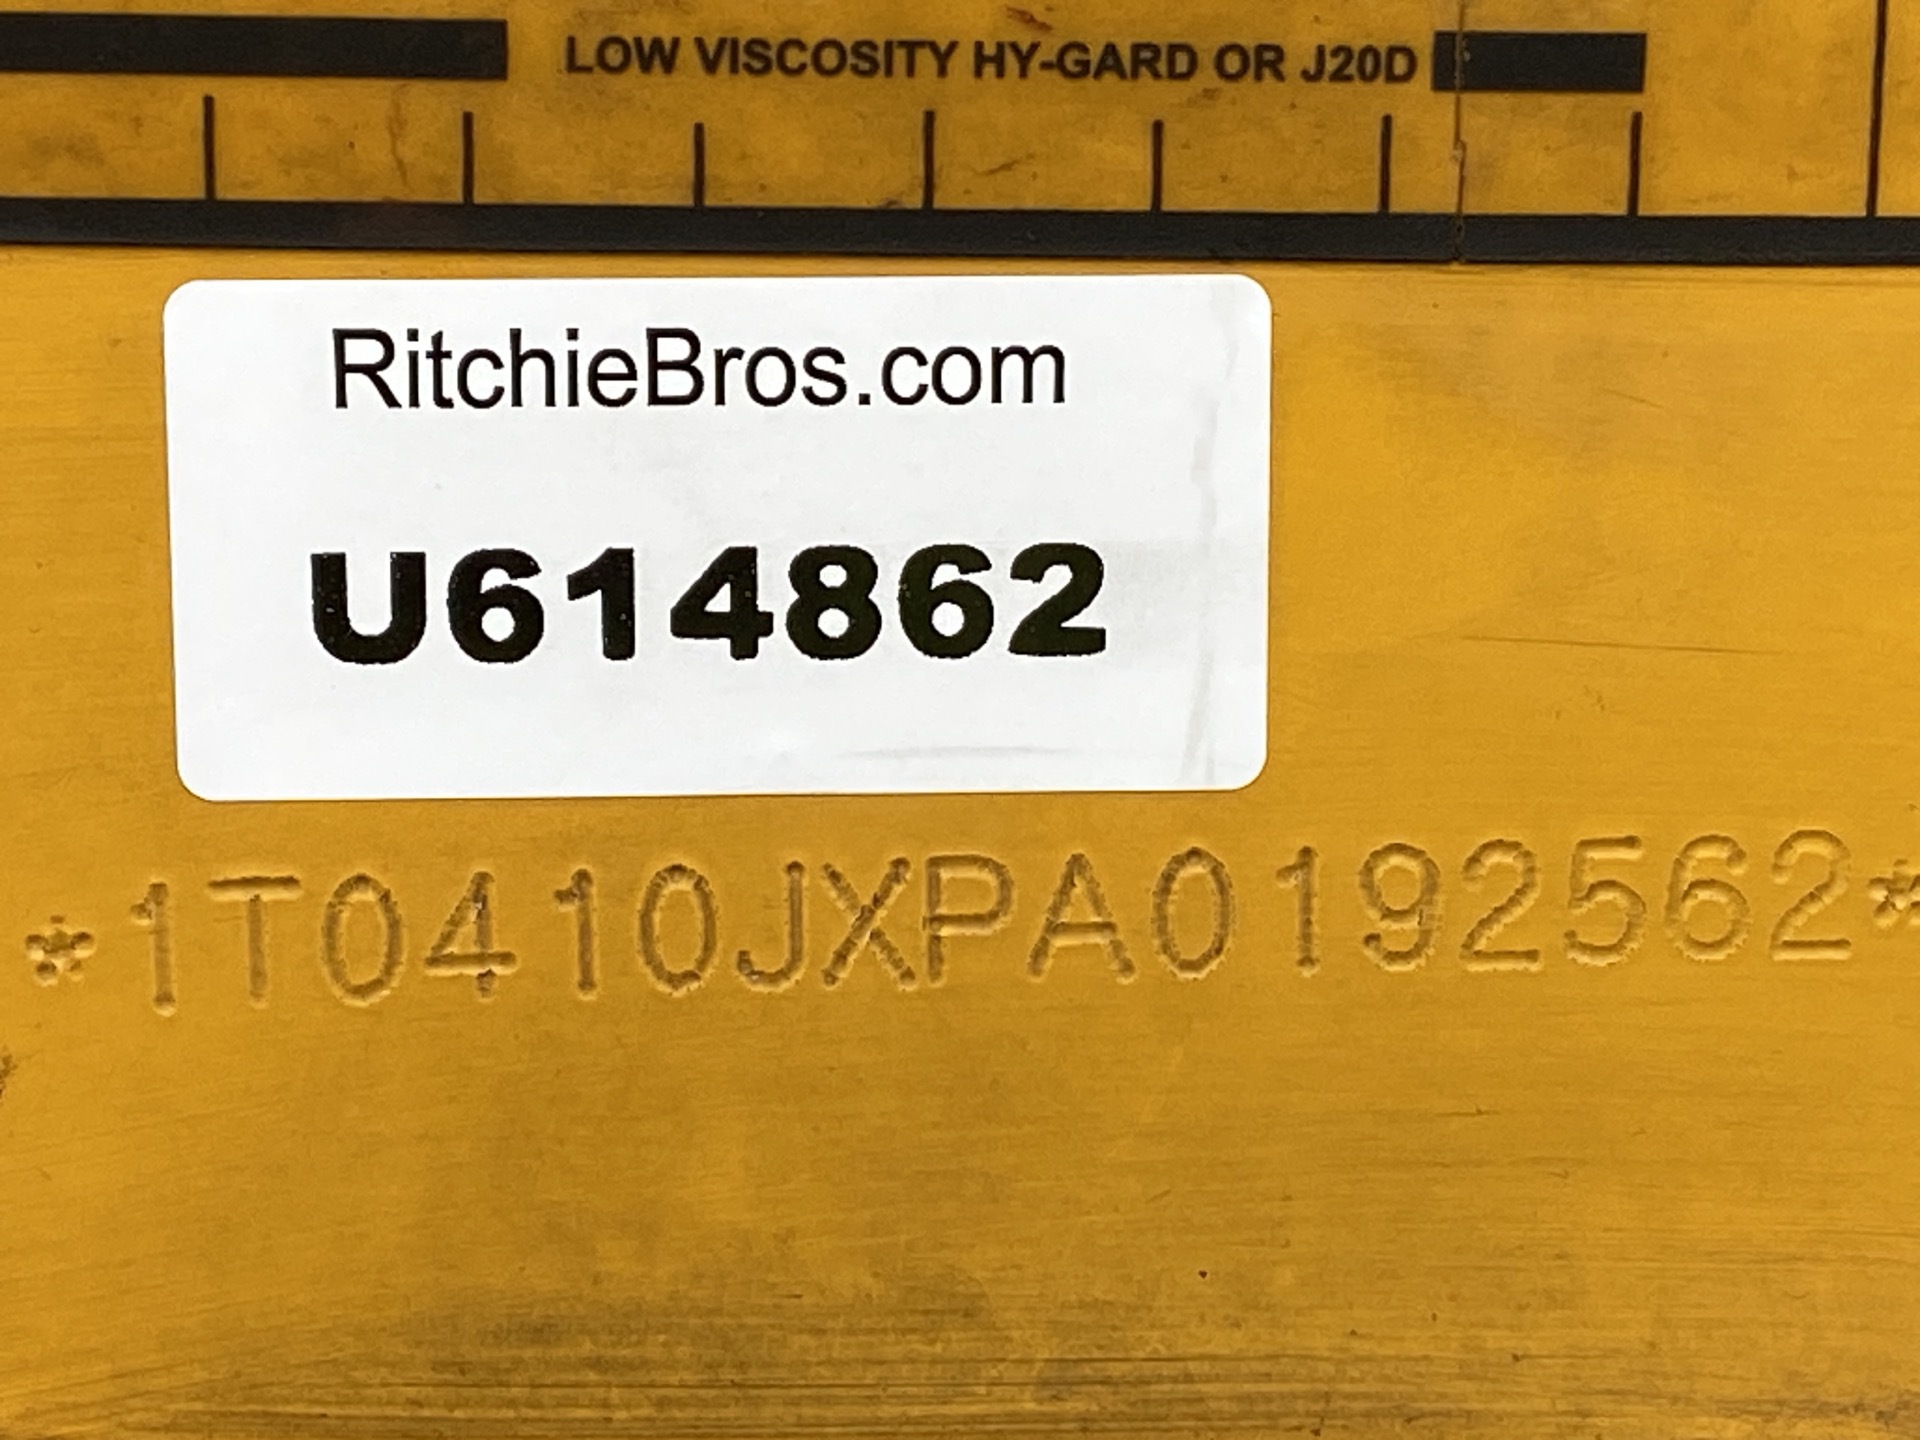 LOW VISCOSITY HY-GARD OR J20D
RitchieBros.com
U614862
*1T0410JXPA0192562*